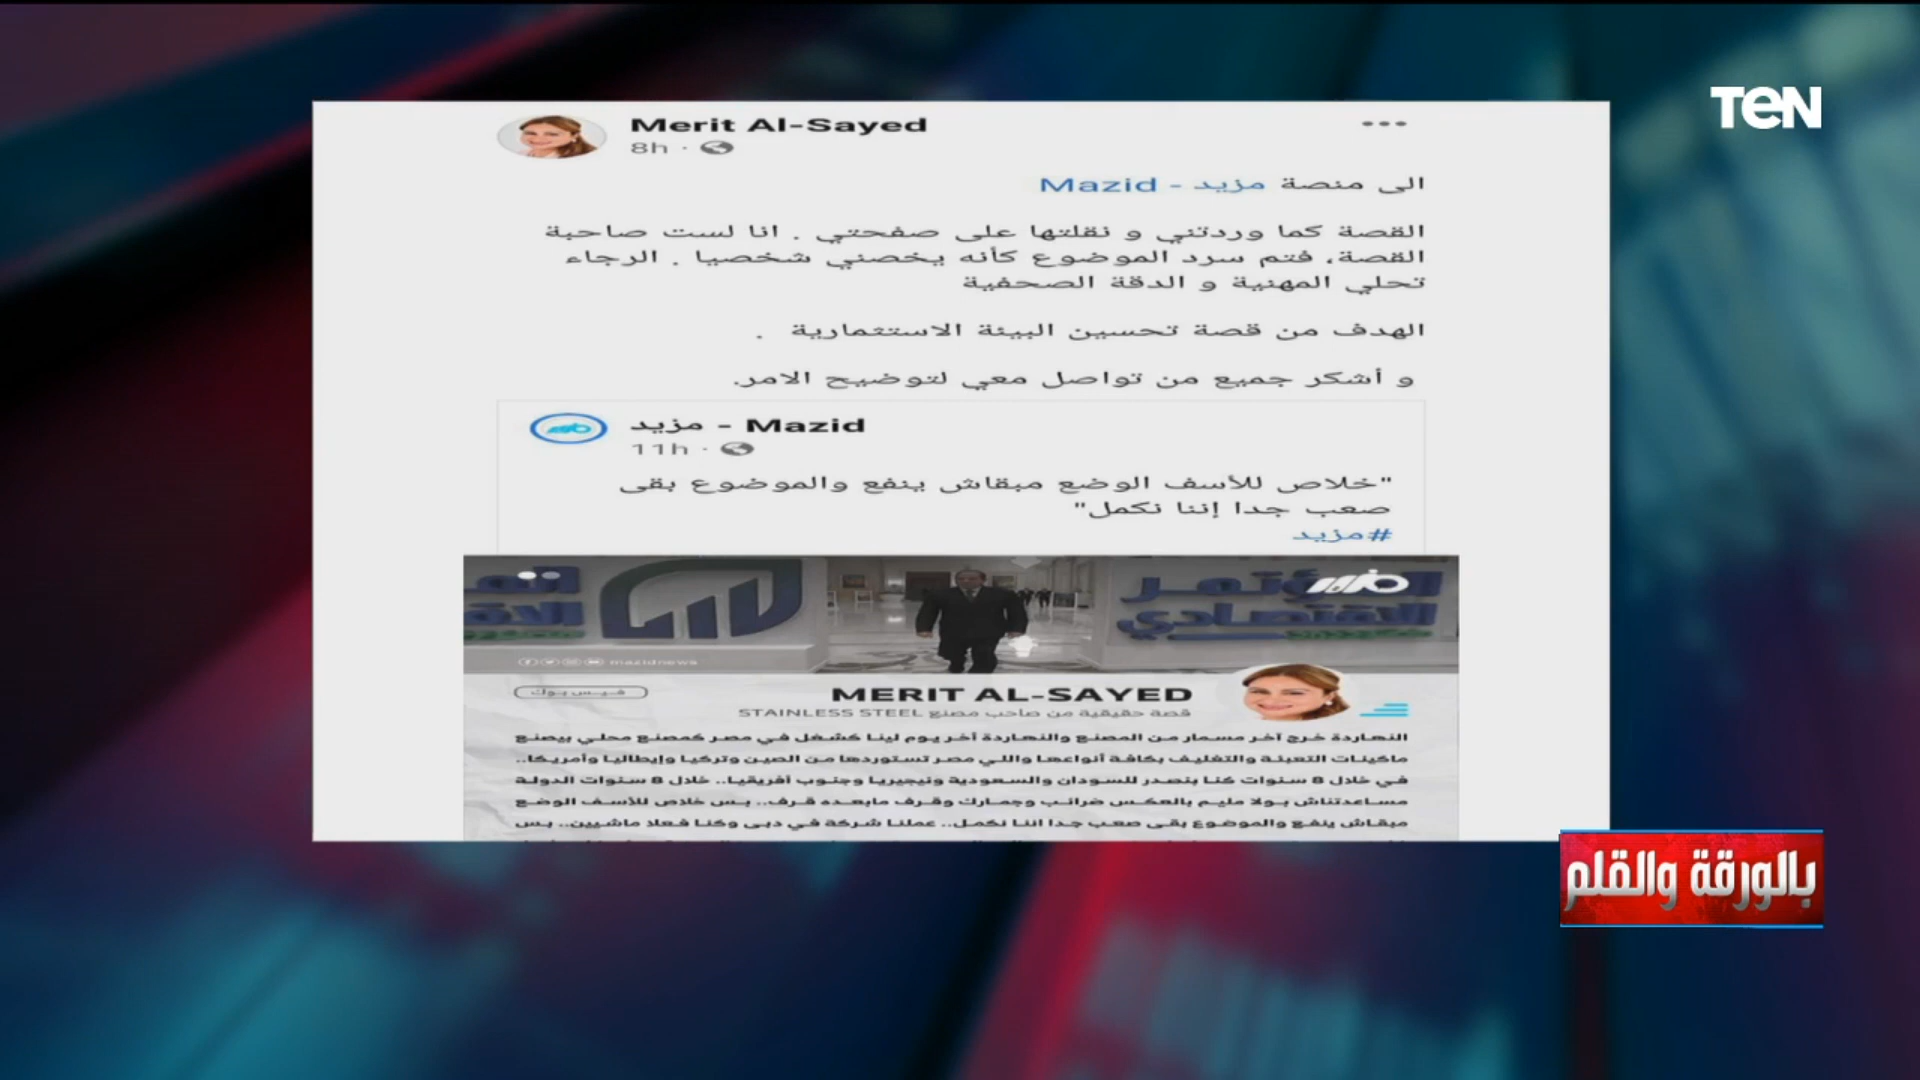 TEN
Merit Al-Sayed
8h
الى منصة مزيد - Mazid
القصة كما وردتني و نقلتها على صفحتي . انا لست صاحبة
القصة، فتم سرد الموضوع كأنه يخصني شخصيا . الرجاء
تحلي المهنية و الدقة الصحفية
الهدف من قصة تحسين البيئة الاستثمارية .
و أشكر جميع من تواصل معي لتوضيح الامر.
مزيد - Mazid
11h
"خلاص للأسف الوضع مبقاش ينفع والموضوع بقى
صعب جدا إننا نكمل"
#مزيد
مزيد
المؤتمر
الاقتصادي
mazidnews
فيس بوك
MERIT AL-SAYED
قصة حقيقية من صاحب مصنع STAINLESS STEEL
النهاردة خرج آخر مسمار من المصنع والنهاردة آخر يوم لينا كشغل في مصر كمصنع محلي بيصنع
ماكينات التعبئة والتغليف بكافة أنواعها واللي مصر تستوردها من الصين وتركيا وإيطاليا وأمريكا..
في خلال 8 سنوات كنا بنصدر للسودان والسعودية ونيجيريا وجنوب أفريقيا.. خلال 8 سنوات الدولة
مساعدتناش بولا مليم بالعكس ضرائب وجمارك وقرف مابعده قرف.. بس خلاص للأسف الوضع
مبقاش ينفع والموضوع بقى صعب جدا اننا نكمل.. عملنا شركة في دبى وكنا فعلا ماشيين.. بس
بالورقة والقلم